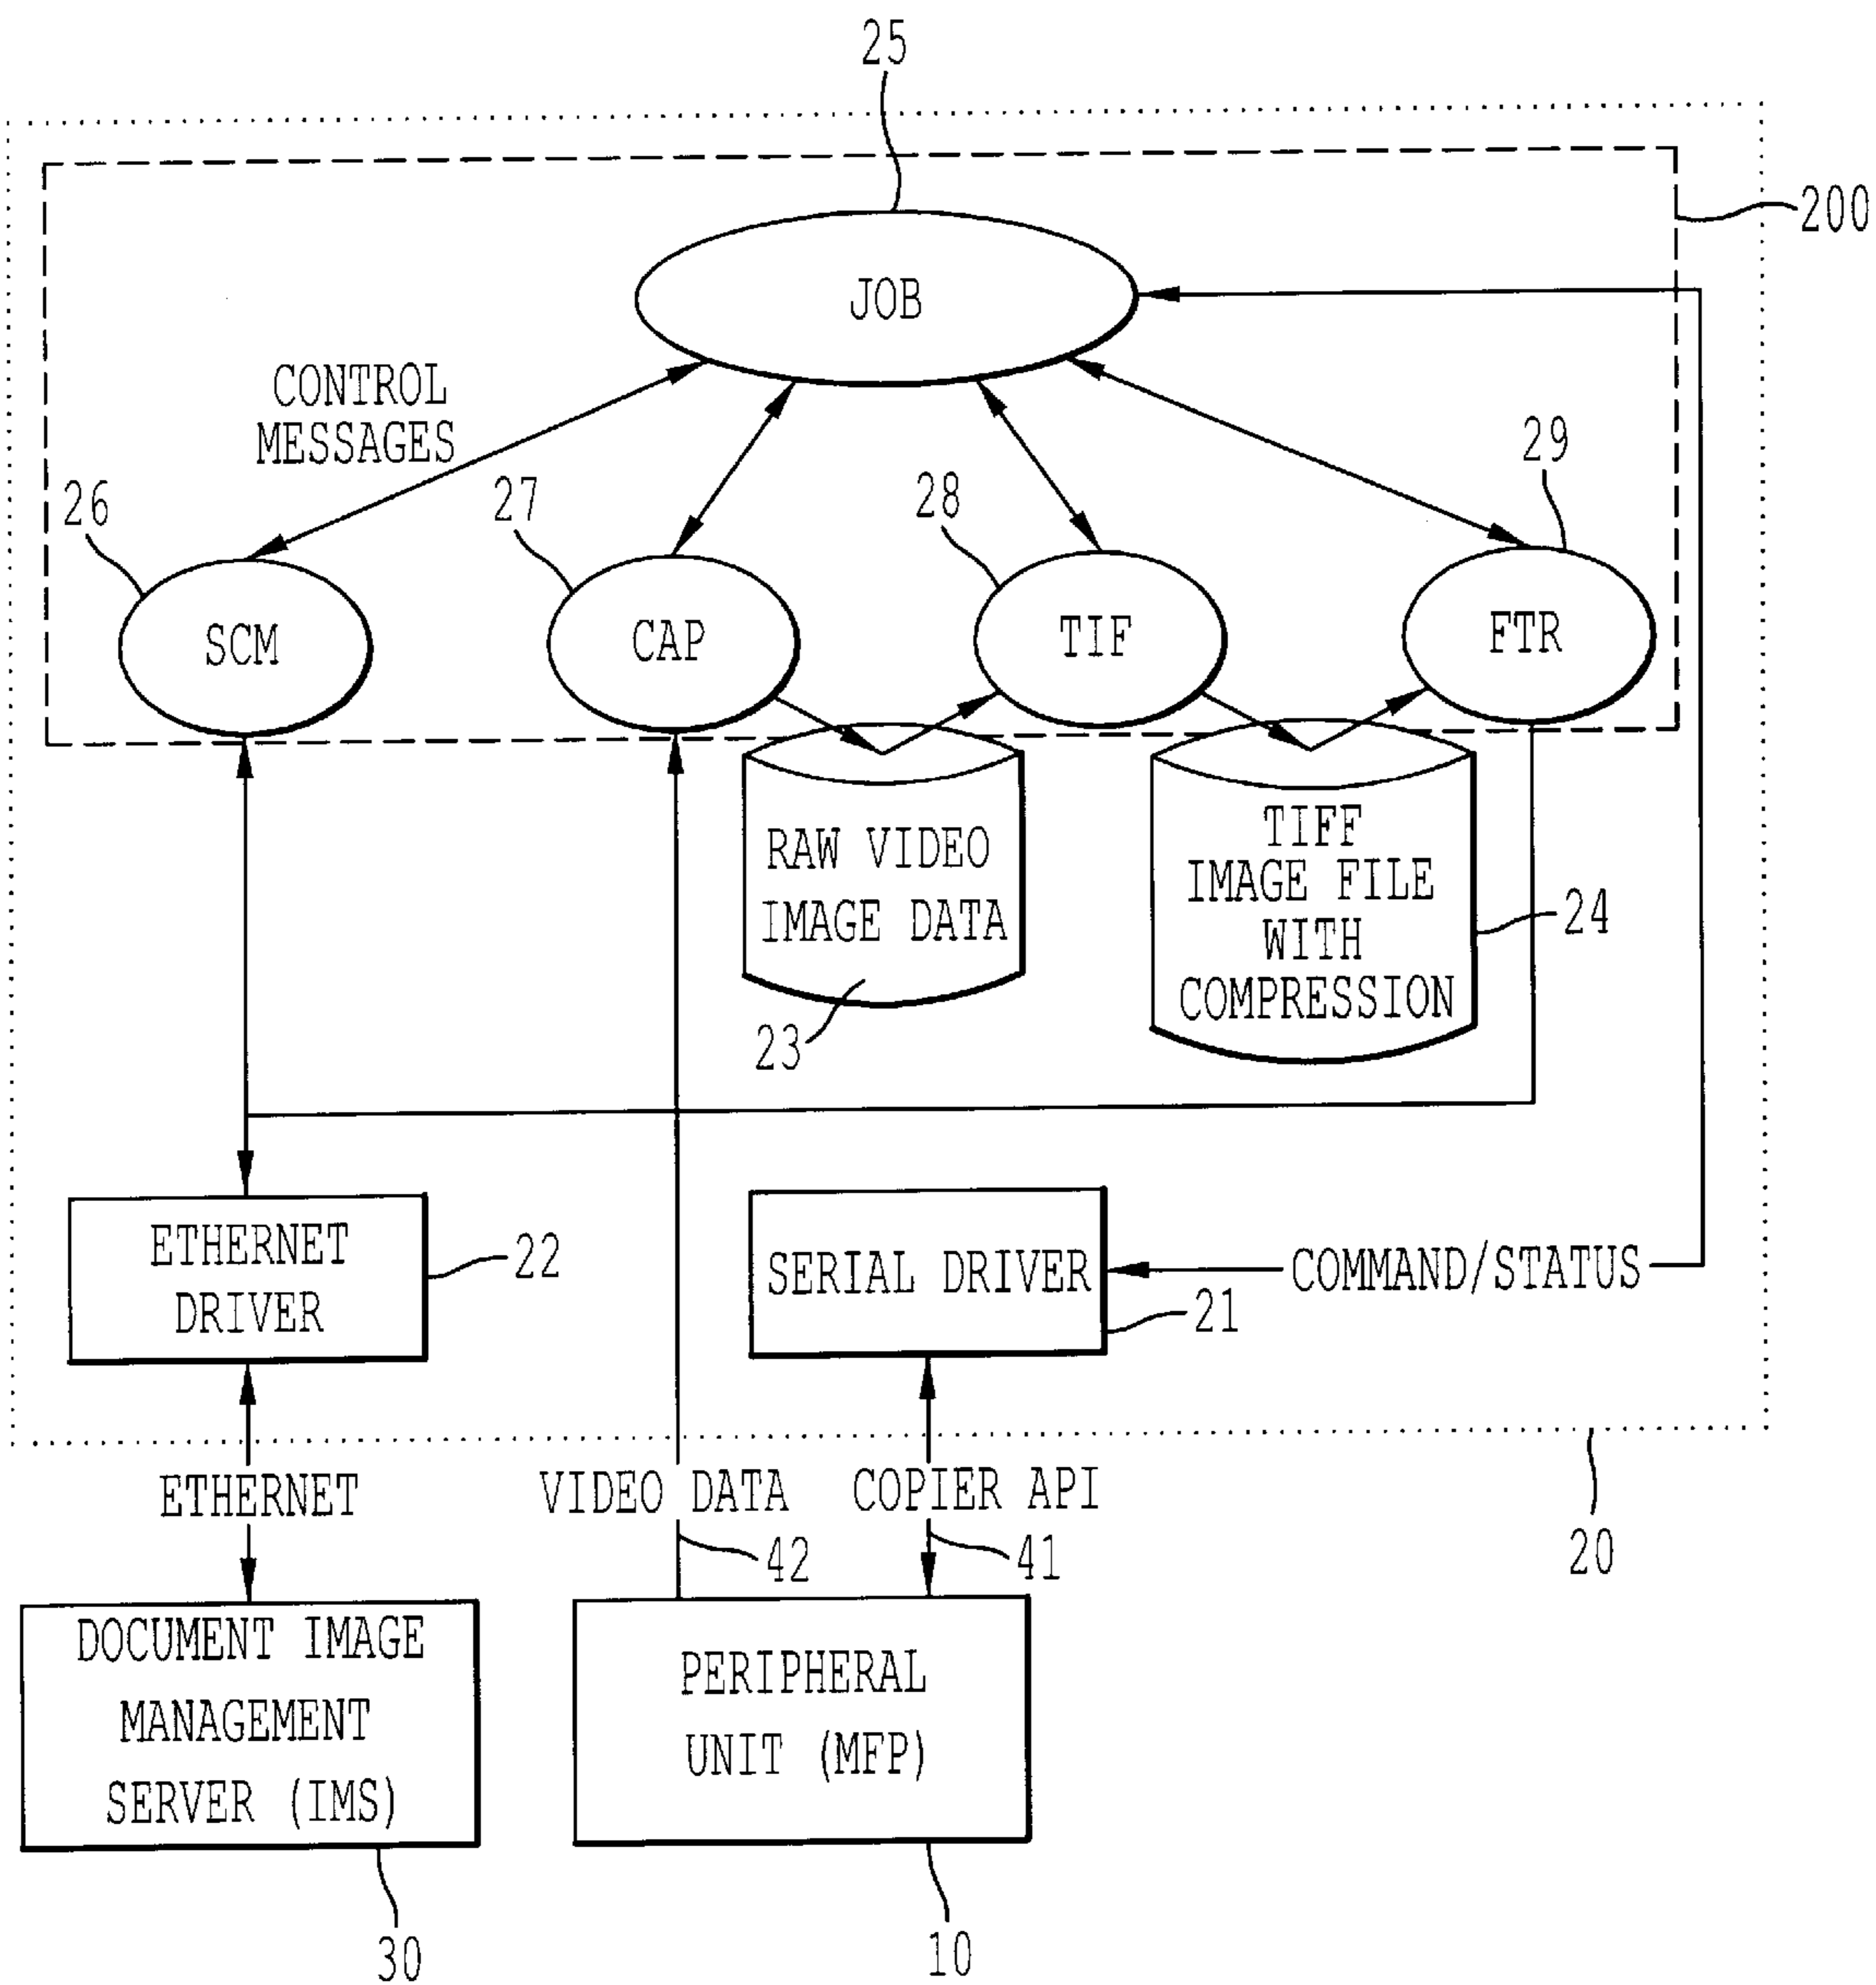 25
200
JOB
CONTROL
MESSAGES
26
27
28
29
SCM
CAP
TIF
FTR
RAW VIDEO
IMAGE DATA
23
TIFF
IMAGE FILE
WITH
COMPRESSION
24
ETHERNET
DRIVER
22
SERIAL DRIVER
21
COMMAND/STATUS
ETHERNET
VIDEO DATA
COPIER API
42
41
20
DOCUMENT IMAGE
MANAGEMENT
SERVER (IMS)
30
PERIPHERAL
UNIT (MFP)
10